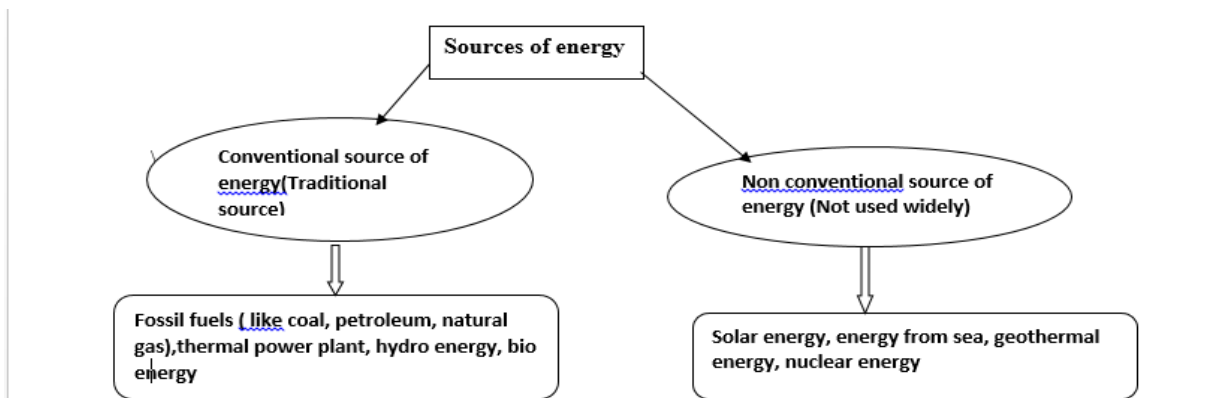 Sources of energy
Conventional source of
energy(Traditional
source)
Non conventional source of
energy (Not used widely)
Fossil fuels ( like coal, petroleum, natural
gas),thermal power plant, hydro energy, bio
energy
Solar energy, energy from sea, geothermal
energy, nuclear energy